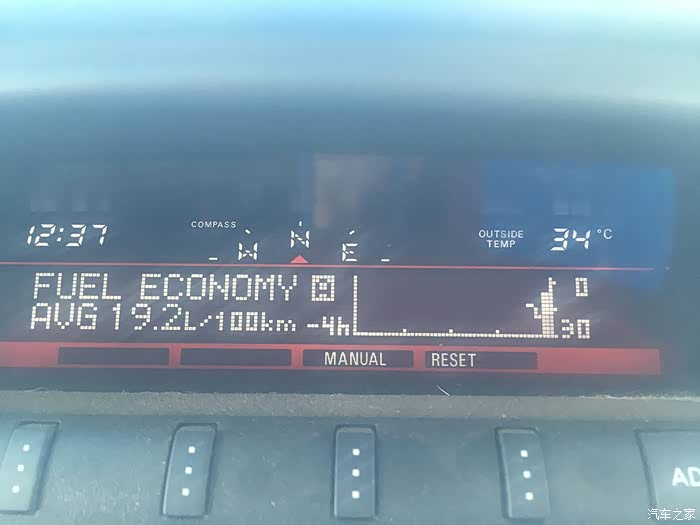 COMPASS
12:37 W N E OUTSIDE TEMP 34°C
FUEL ECONOMY 0
AVG 19.2L/100km -4h 30
MANUAL RESET
AD
汽车之家